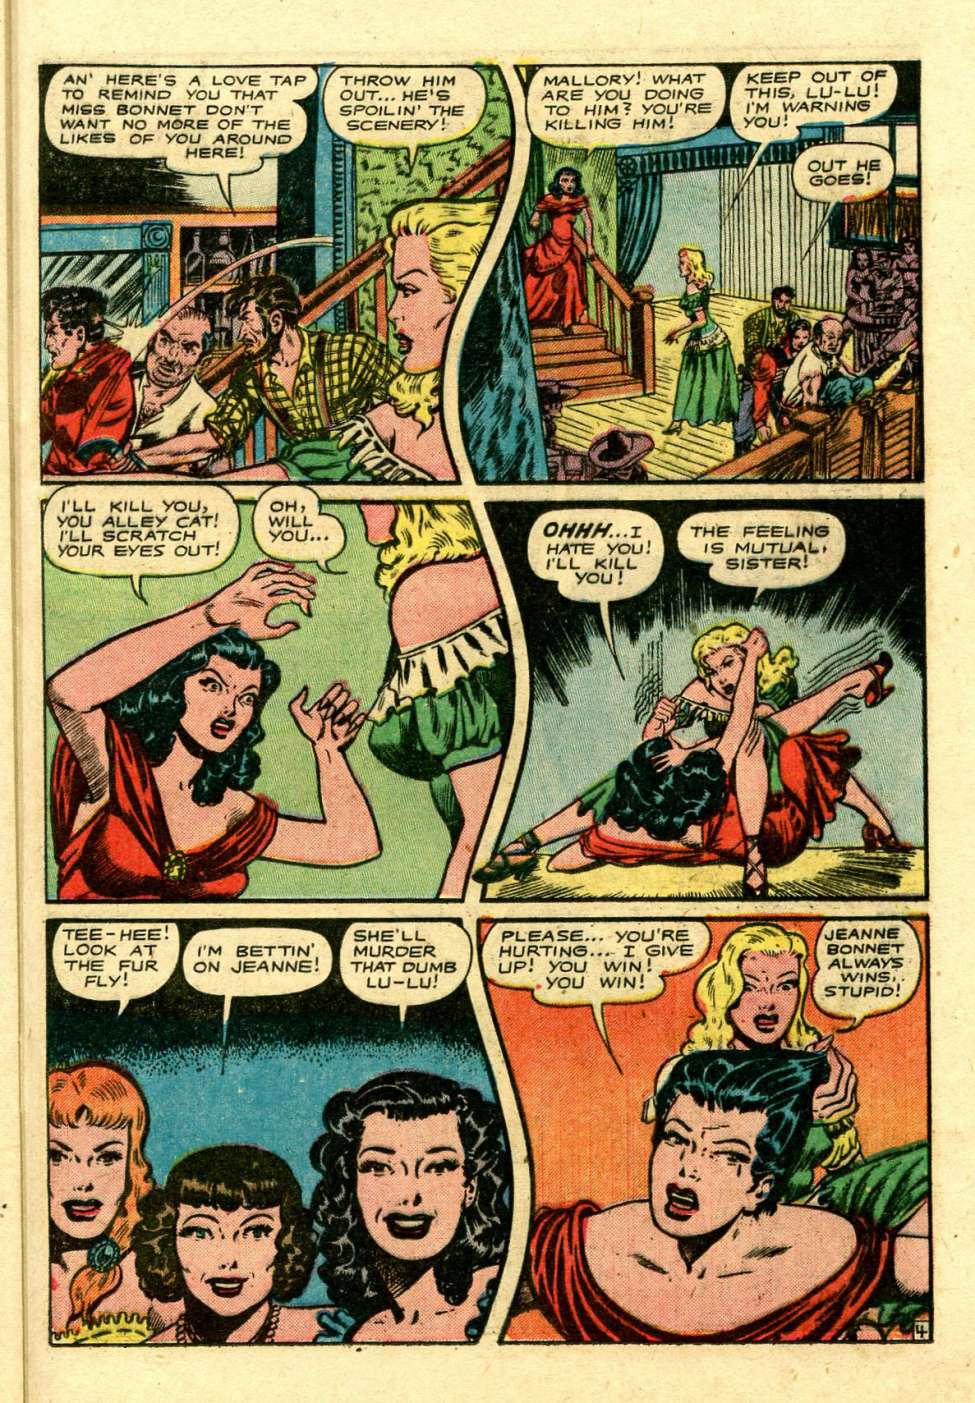 AN' HERE'S A LOVE TAP
TO REMIND YOU THAT
MISS BONNET DON'T
WANT NO MORE OF THE
LIKES OF YOU AROUND
HERE!
THROW HIM
OUT... HE'S
SPOILIN' THE
SCENERY!
MALLORY! WHAT
ARE YOU DOING
TO HIM? YOU'RE
KILLING HIM!
KEEP OUT OF
THIS, LU-LU!
I'M WARNING
YOU!
OUT HE
GOES!
I'LL KILL YOU,
YOU ALLEY CAT!
I'LL SCRATCH
YOUR EYES OUT!
OH,
WILL
YOU...
OHHH...I
HATE YOU!
I'LL KILL
YOU!
THE FEELING
IS MUTUAL,
SISTER!
TEE-HEE!
LOOK AT
THE FUR
FLY!
I'M BETTIN'
ON JEANNE!
SHE'LL
MURDER
THAT DUMB
LU-LU!
PLEASE... YOU'RE
HURTING... I GIVE
UP! YOU WIN!
YOU WIN!
JEANNE
BONNET
ALWAYS
WINS,
STUPID!
4